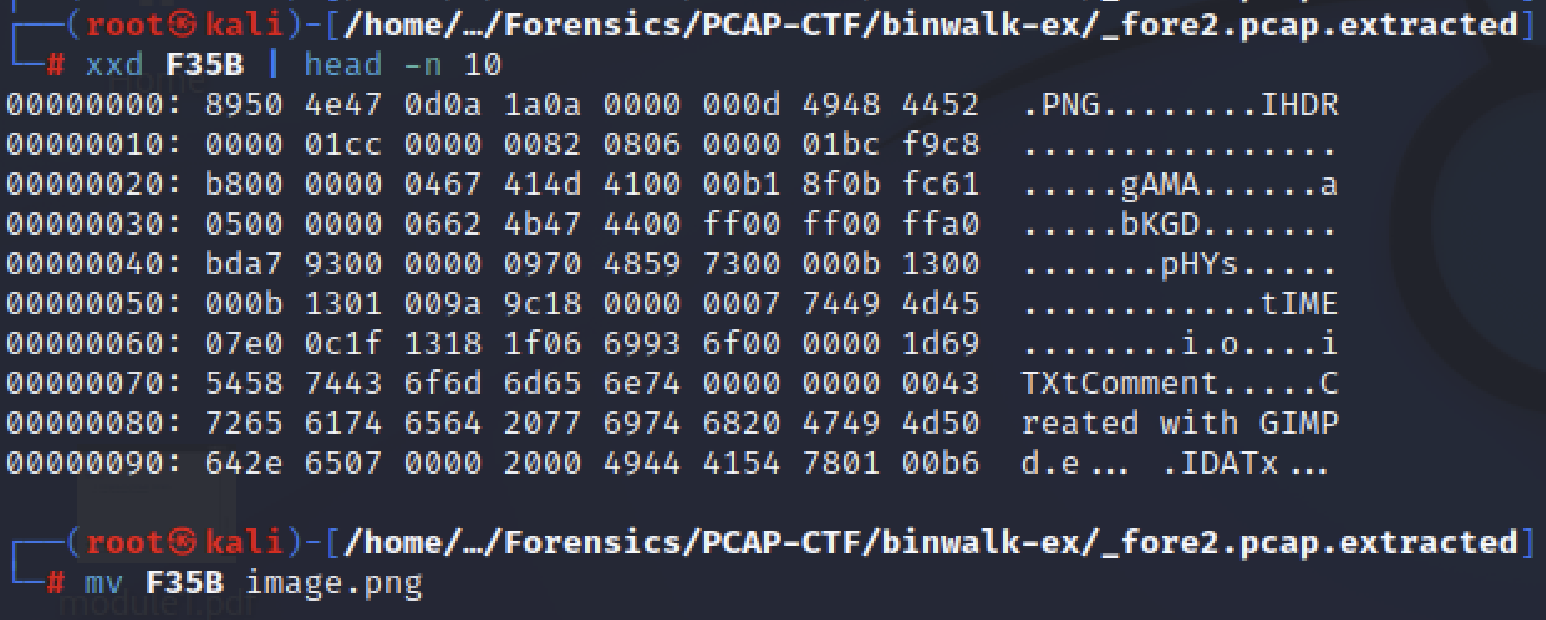 ┌──(root㉿kali)-[/home/…/Forensics/PCAP-CTF/binwalk-ex/_fore2.pcap.extracted]
└─# xxd F35B | head -n 10
00000000: 8950 4e47 0d0a 1a0a 0000 000d 4948 4452  .PNG........IHDR
00000010: 0000 01cc 0000 0082 0806 0000 01bc f9c8  ................
00000020: b800 0000 0467 414d 4100 00b1 8f0b fc61  .....gAMA......a
00000030: 0500 0000 0662 4b47 4400 ff00 ff00 ffa0  .....bKGD.......
00000040: bda7 9300 0000 0970 4859 7300 000b 1300  .......pHYs.....
00000050: 000b 1301 009a 9c18 0000 0007 7449 4d45  ............tIME
00000060: 07e0 0c1f 1318 1f06 6993 6f00 0000 1d69  ........i.o....i
00000070: 5458 7443 6f6d 6d65 6e74 0000 0000 0043  TXtComment.....C
00000080: 7265 6174 6564 2077 6974 6820 4749 4d50  reated with GIMP
00000090: 642e 6507 0000 2000 4944 4154 7801 00b6  d.e... .IDATx...
┌──(root㉿kali)-[/home/…/Forensics/PCAP-CTF/binwalk-ex/_fore2.pcap.extracted]
└─# mv F35B image.png
Home
module1.pdf